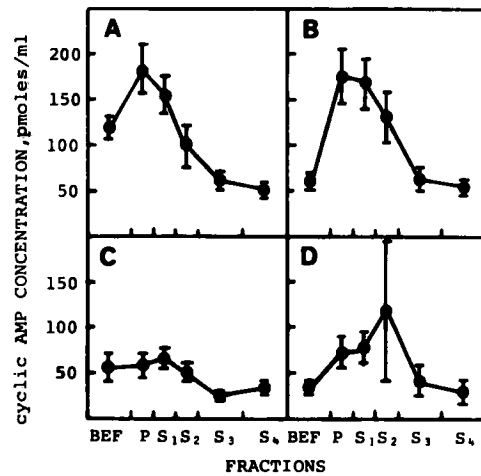 A
B
200
150
100
50
C
D
150
100
50
cyclic AMP CONCENTRATION, pmoles/ml
BEF P S₁ S₂ S₃ S₄
BEF P S₁ S₂ S₃ S₄
FRACTIONS